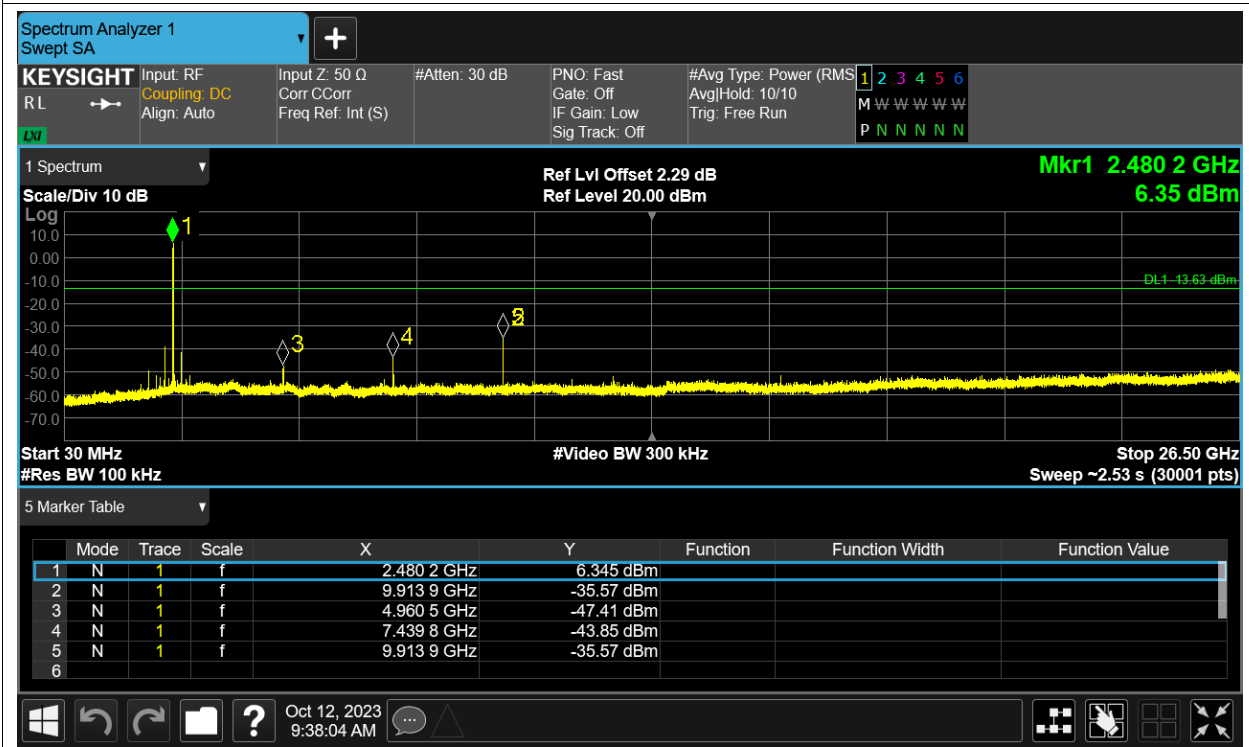 Spectrum Analyzer 1
Swept SA
+
KEYSIGHT Input: RF Input Z: 50 Ω #Atten: 30 dB PNO: Fast #Avg Type: Power (RMS 1 2 3 4 5 6
RL Coupling: DC Corr CCorr Gate: Off Avg|Hold: 10/10 M W W W W W
Align: Auto Freq Ref: Int (S) IF Gain: Low Trig: Free Run
LXI Sig Track: Off P N N N N N
1 Spectrum Ref Lvl Offset 2.29 dB Mkr1 2.480 2 GHz
Scale/Div 10 dB Ref Level 20.00 dBm 6.35 dBm
Log
1
10.0
0.00
-10.0 DL1 -13.63 dBm
-20.0
-30.0
3 4
-40.0
-50.0
-60.0
-70.0
Start 30 MHz #Video BW 300 kHz Stop 26.50 GHz
#Res BW 100 kHz Sweep ~2.53 s (30001 pts)
5 Marker Table
Mode Trace Scale X Y Function Function Width Function Value
1 N 1 f 2.480 2 GHz 6.345 dBm
2 N 1 f 9.913 9 GHz -35.57 dBm
3 N 1 f 4.960 5 GHz -47.41 dBm
4 N 1 f 7.439 8 GHz -43.85 dBm
5 N 1 f 9.913 9 GHz -35.57 dBm
6
? Oct 12, 2023
9:38:04 AM